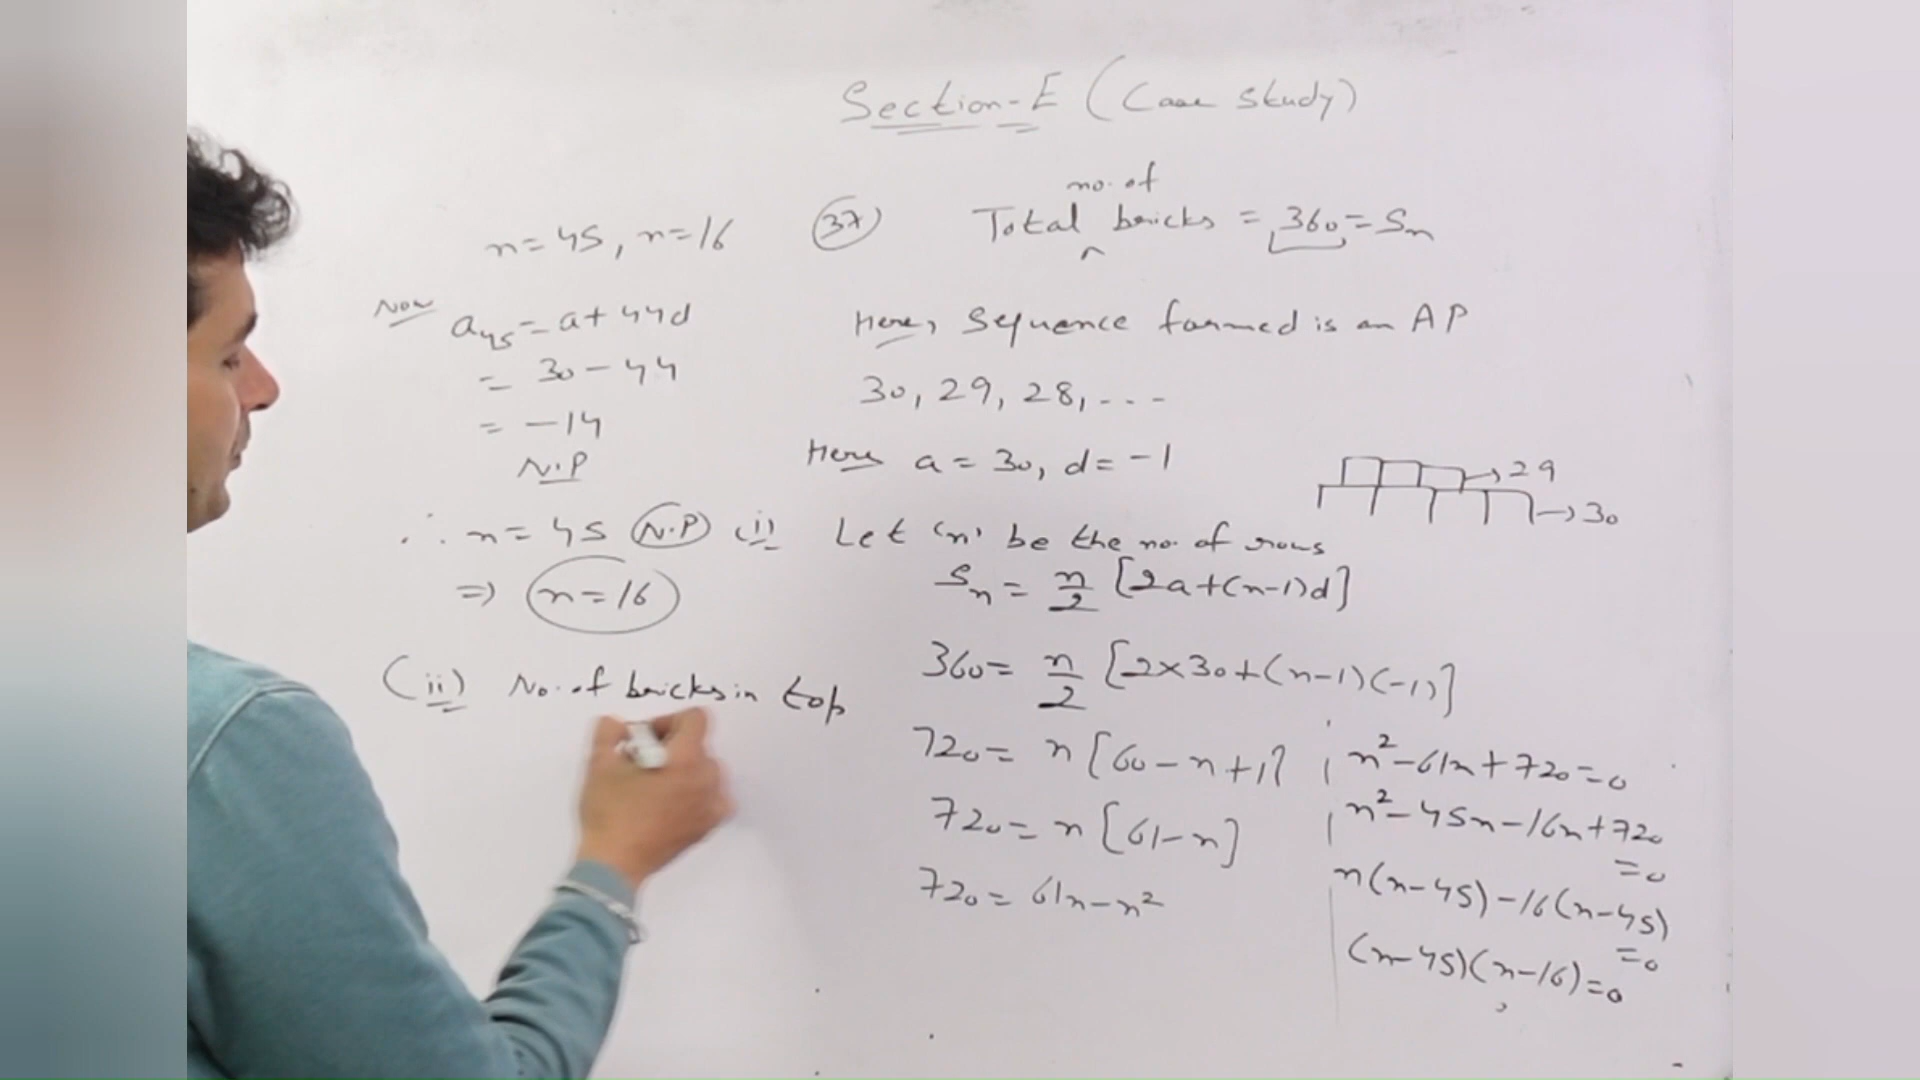 Section-E (Case Study)
37 Total no. of bricks = 360 = Sn
Here, Sequence formed is an AP
30, 29, 28, ...
Here a = 30, d = -1
→ 29
→ 30
(i) Let 'n' be the no. of rows
Sn = n/2 [2a+(n-1)d]
360 = n/2 [2×30+(n-1)(-1)]
720 = n [60-n+1]
720 = n [61-n]
720 = 61n-n²
n²-61n+720=0
n²-45n-16n+720
=0
n(n-45)-16(n-45)
=0
(n-45)(n-16)=0
n=45, n=16
Now a₄₅ = a+44d
= 30-44
= -14
N.P
∴ n=45 N.P
⇒ n=16
(ii) No. of bricks in top